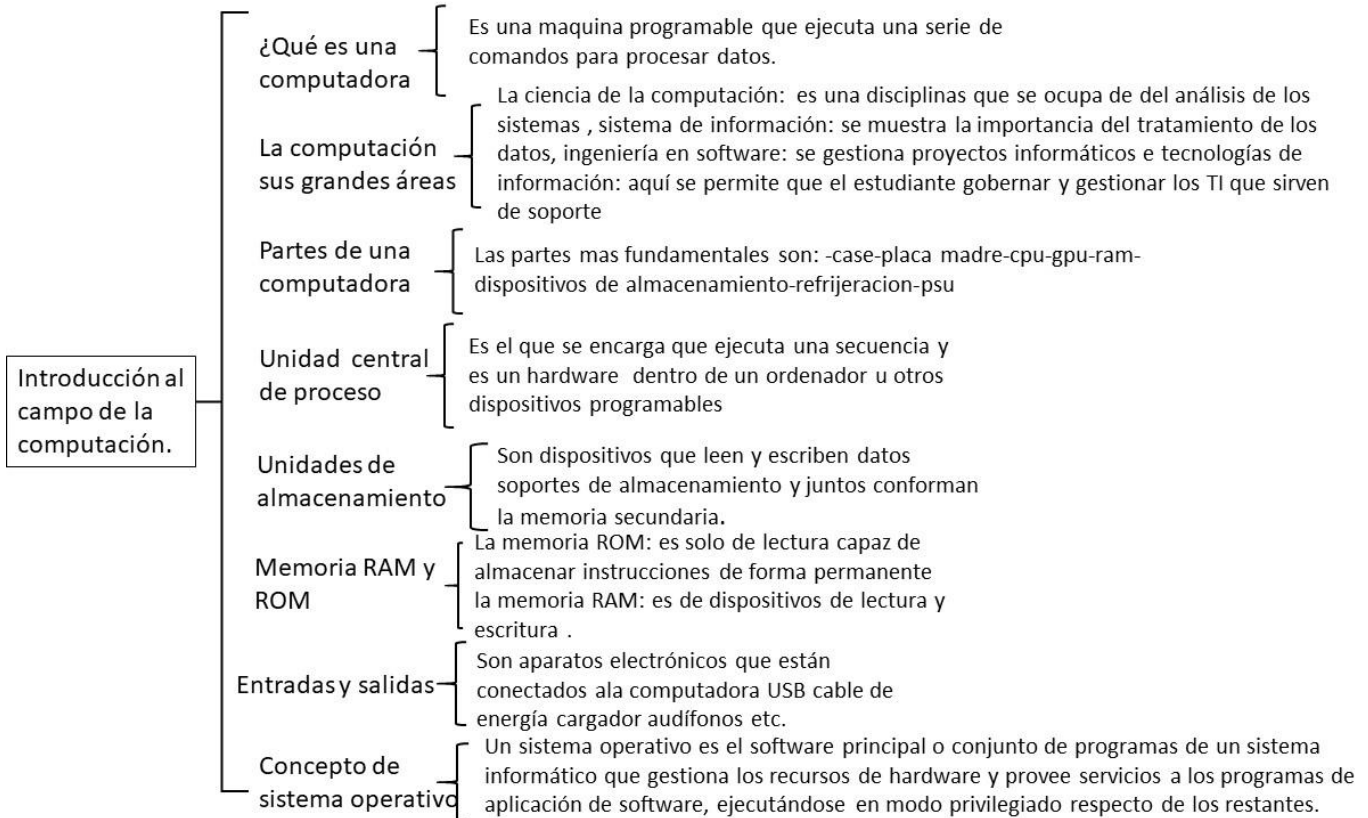 Introducción al
campo de la
computación.
¿Qué es una
computadora
Es una maquina programable que ejecuta una serie de
comandos para procesar datos.
La computación
sus grandes áreas
La ciencia de la computación: es una disciplinas que se ocupa de del análisis de los
sistemas , sistema de información: se muestra la importancia del tratamiento de los
datos, ingeniería en software: se gestiona proyectos informáticos e tecnologías de
información: aquí se permite que el estudiante gobernar y gestionar los TI que sirven
de soporte
Partes de una
computadora
Las partes mas fundamentales son: -case-placa madre-cpu-gpu-ram-
dispositivos de almacenamiento-refrijeracion-psu
Unidad central
de proceso
Es el que se encarga que ejecuta una secuencia y
es un hardware dentro de un ordenador u otros
dispositivos programables
Unidades de
almacenamiento
Son dispositivos que leen y escriben datos
soportes de almacenamiento y juntos conforman
la memoria secundaria.
Memoria RAM y
ROM
La memoria ROM: es solo de lectura capaz de
almacenar instrucciones de forma permanente
la memoria RAM: es de dispositivos de lectura y
escritura .
Entradas y salidas
Son aparatos electrónicos que están
conectados ala computadora USB cable de
energía cargador audífonos etc.
Concepto de
sistema operativo
Un sistema operativo es el software principal o conjunto de programas de un sistema
informático que gestiona los recursos de hardware y provee servicios a los programas de
aplicación de software, ejecutándose en modo privilegiado respecto de los restantes.